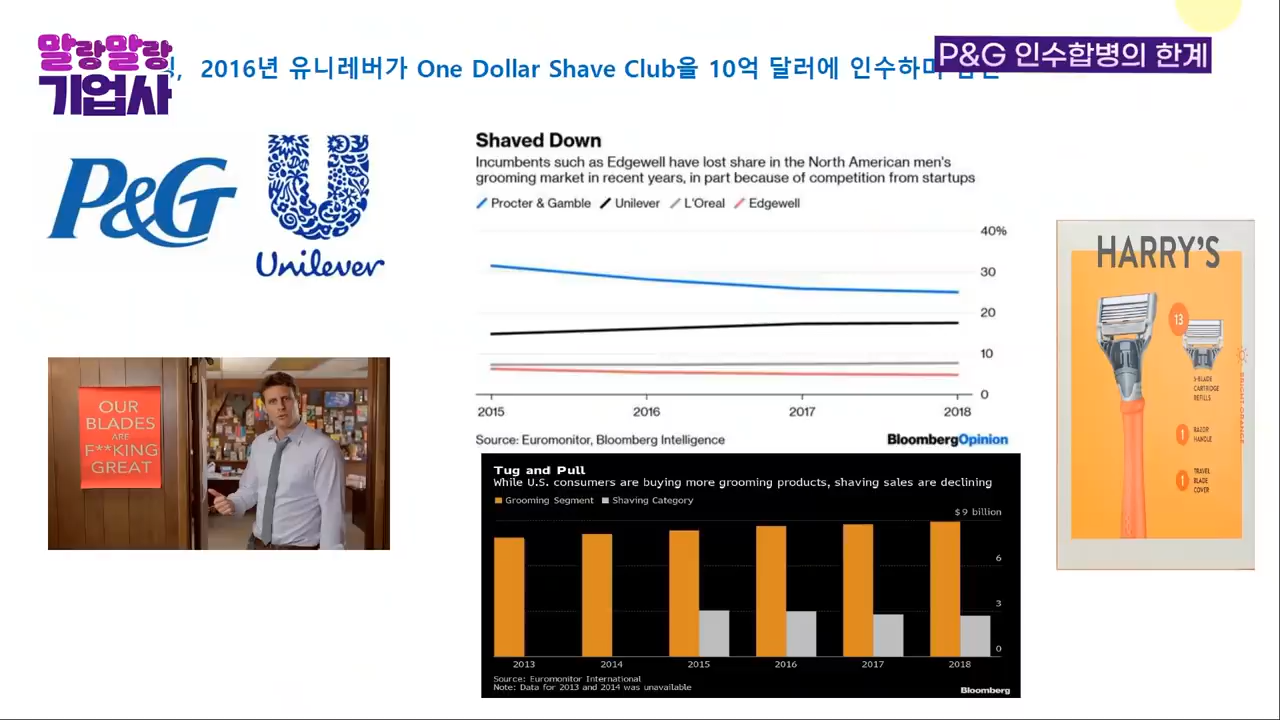 말랑말랑
기업사
2016년 유니레버가 One Dollar Shave Club을 10억 달러에 인수하며
P&G 인수합병의 한계
P&G
Unilever
Shaved Down
Incumbents such as Edgewell have lost share in the North American men's
grooming market in recent years, in part because of competition from startups
Procter & Gamble Unilever L'Oreal Edgewell
40%
30
20
10
0
2015 2016 2017 2018
Source: Euromonitor, Bloomberg Intelligence
BloombergOpinion
OUR
BLADES
ARE
F**KING
GREAT
Tug and Pull
While U.S. consumers are buying more grooming products, shaving sales are declining
Grooming Segment Shaving Category
$9 billion
6
3
0
2013 2014 2015 2016 2017 2018
Source: Euromonitor International
Note: Data for 2013 and 2014 was unavailable
Bloomberg
HARRY'S
13
5-BLADE
CARTRIDGE
REFILLS
1
RAZOR
HANDLE
1
TRAVEL
BLADE
COVER
BRIGHT ORANGE